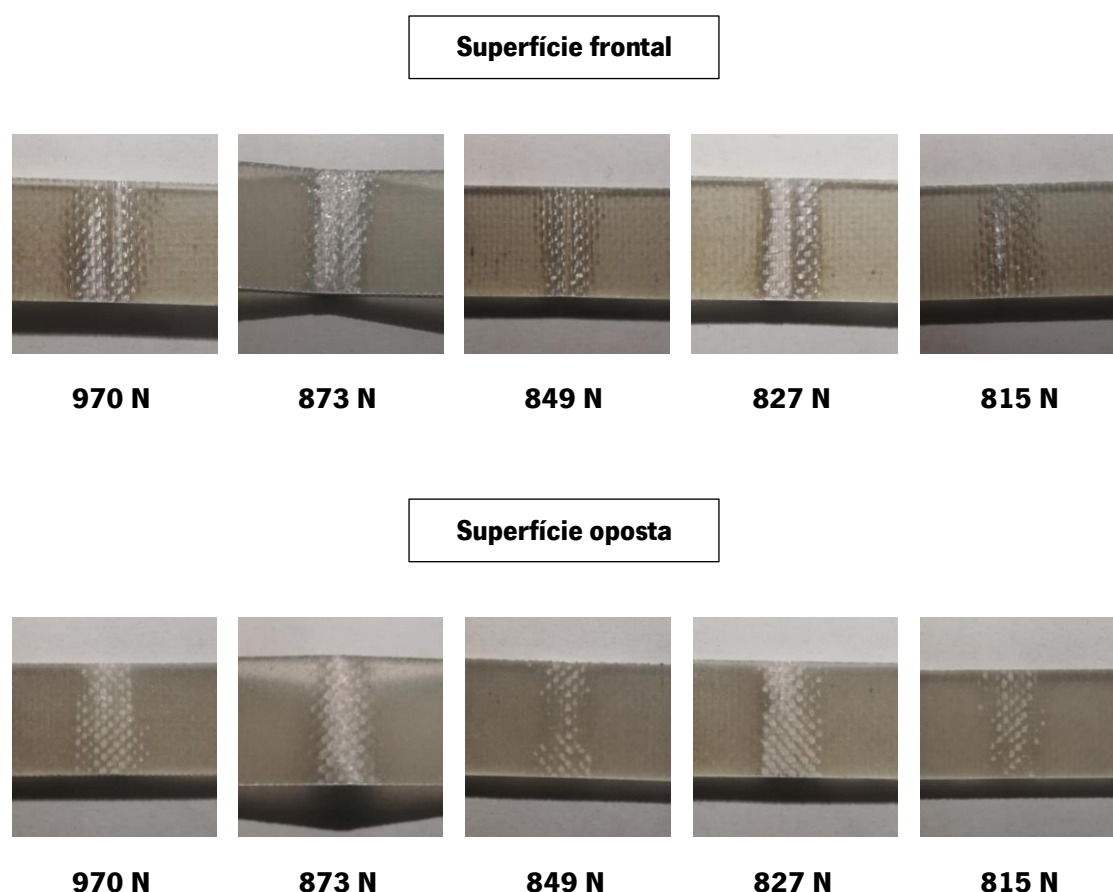 Superfície frontal
970 N
873 N
849 N
827 N
815 N
Superfície oposta
970 N
873 N
849 N
827 N
815 N